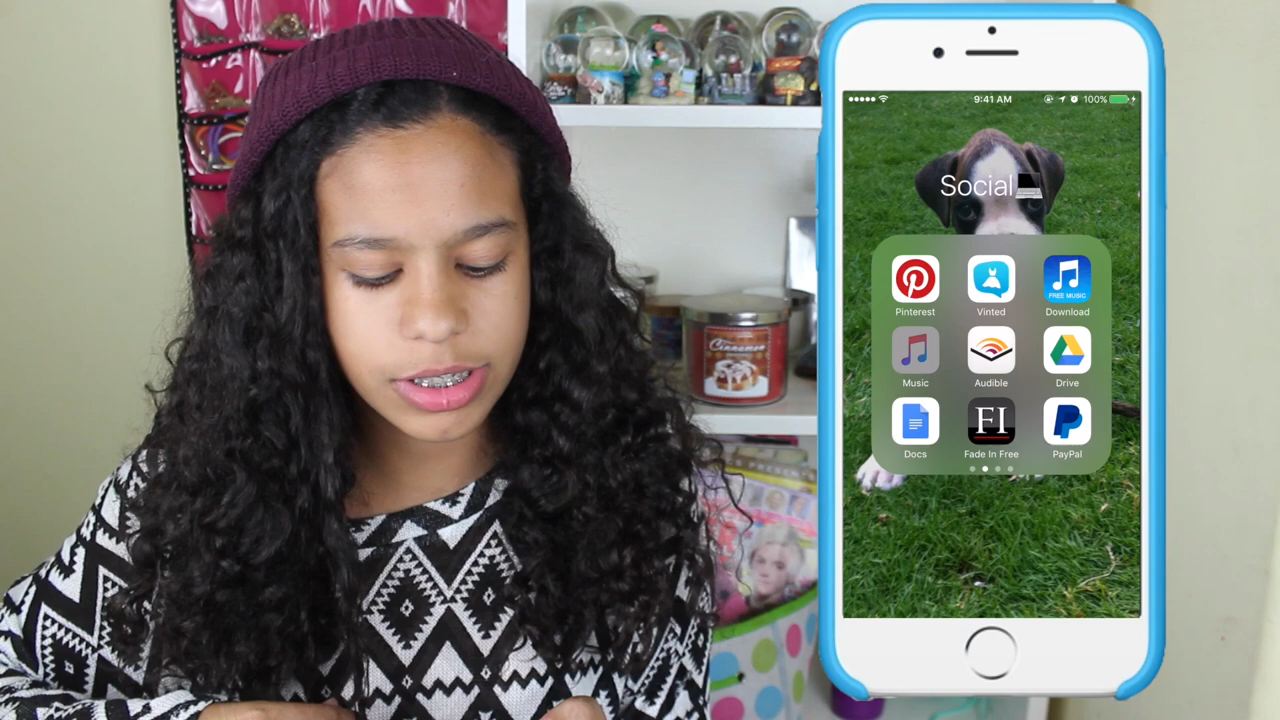 9:41 AM
100%
Social
FREE MUSIC
Pinterest
Vinted
Download
Music
Audible
Drive
FI
Docs
Fade In Free
PayPal
Cinnamon